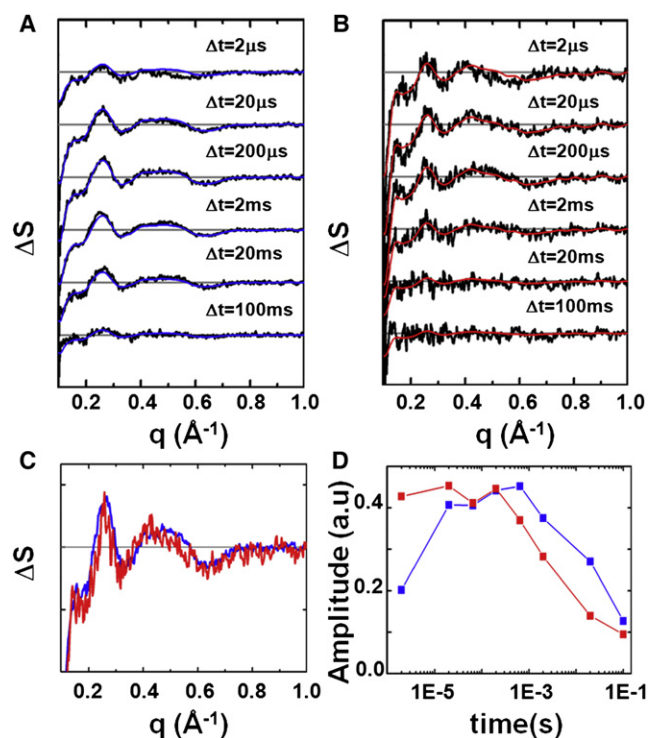 A
Δt=2μs
Δt=20μs
Δt=200μs
Δt=2ms
Δt=20ms
Δt=100ms
ΔS
0.2 0.4 0.6 0.8 1.0
q (Å⁻¹)
B
Δt=2μs
Δt=20μs
Δt=200μs
Δt=2ms
Δt=20ms
Δt=100ms
ΔS
0.2 0.4 0.6 0.8 1.0
q (Å⁻¹)
C
ΔS
0.2 0.4 0.6 0.8 1.0
q (Å⁻¹)
D
Amplitude (a.u)
0.4
0.2
0.0
1E-5 1E-3 1E-1
time(s)